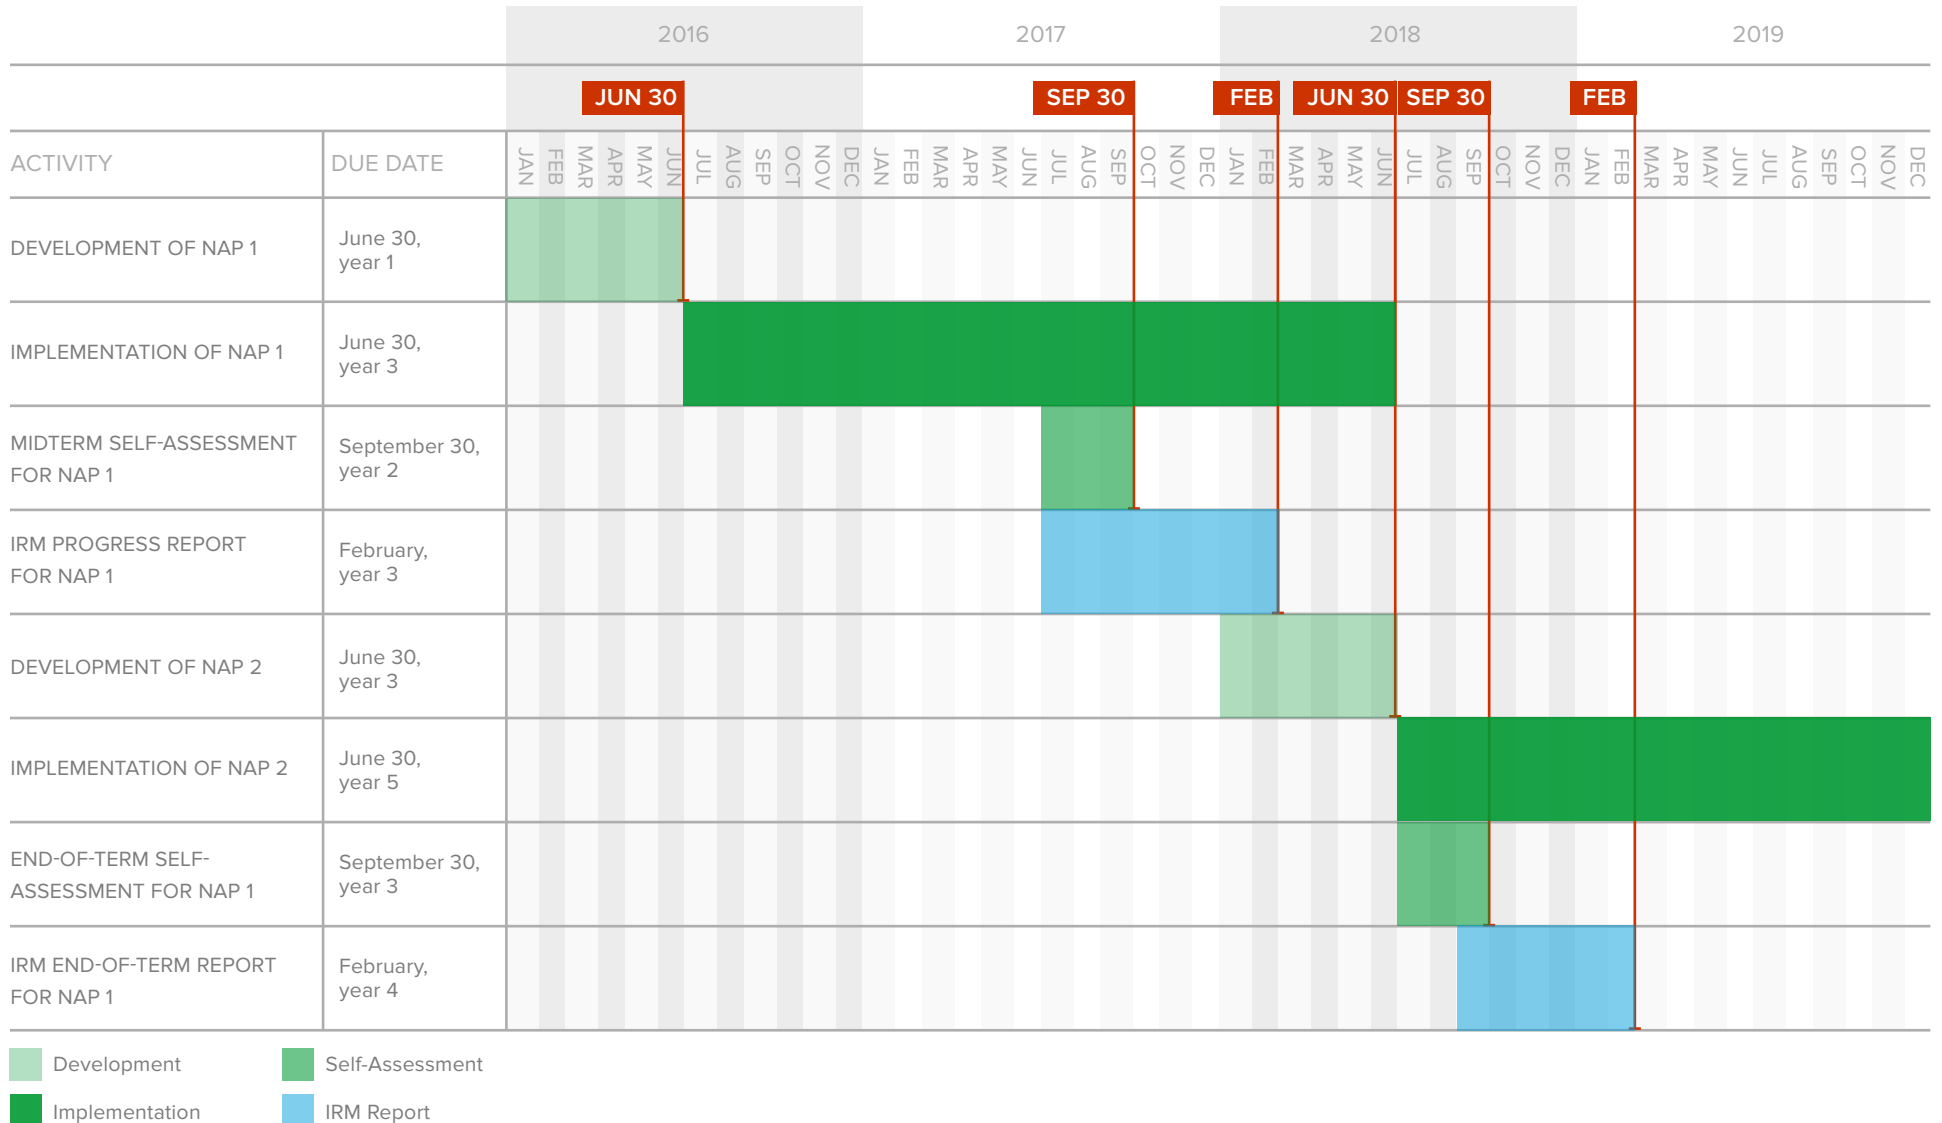 2016 2017 2018 2019
JUN 30 SEP 30 FEB JUN 30 SEP 30 FEB
ACTIVITY DUE DATE JAN FEB MAR APR MAY JUN JUL AUG SEP OCT NOV DEC JAN FEB MAR APR MAY JUN JUL AUG SEP OCT NOV DEC JAN FEB MAR APR MAY JUN JUL AUG SEP OCT NOV DEC JAN FEB MAR APR MAY JUN JUL AUG SEP OCT NOV DEC
DEVELOPMENT OF NAP 1
June 30,
year 1
IMPLEMENTATION OF NAP 1
June 30,
year 3
MIDTERM SELF-ASSESSMENT
FOR NAP 1
September 30,
year 2
IRM PROGRESS REPORT
FOR NAP 1
February,
year 3
DEVELOPMENT OF NAP 2
June 30,
year 3
IMPLEMENTATION OF NAP 2
June 30,
year 5
END-OF-TERM SELF-
ASSESSMENT FOR NAP 1
September 30,
year 3
IRM END-OF-TERM REPORT
FOR NAP 1
February,
year 4
Development
Self-Assessment
Implementation
IRM Report